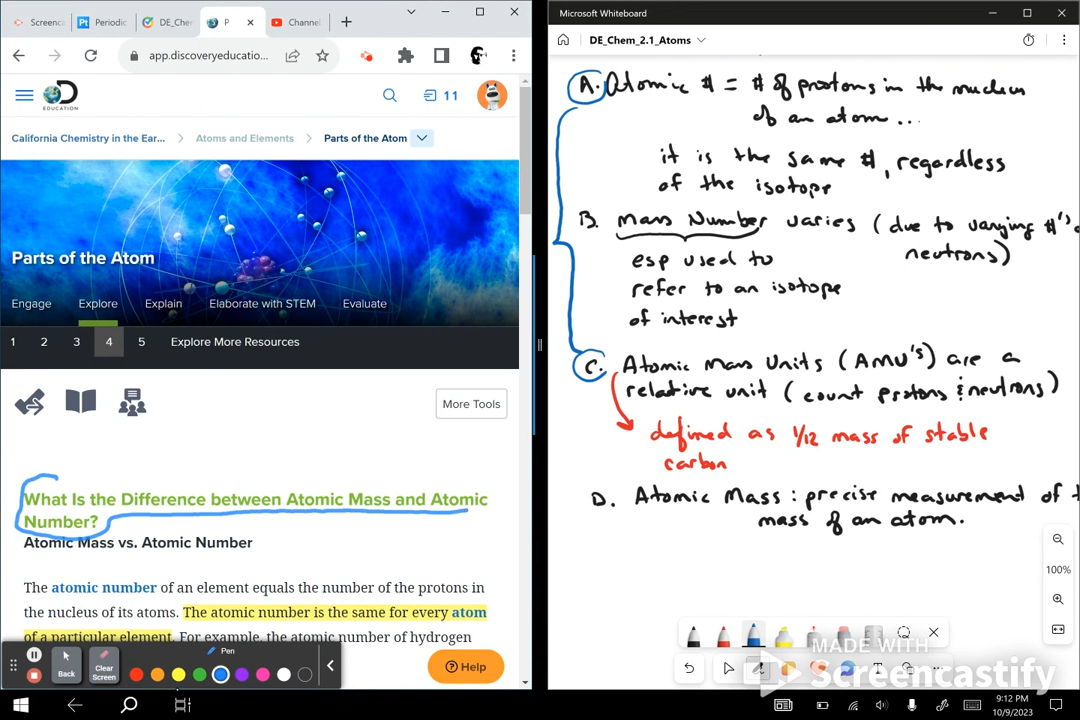 Screenca
Pt Periodic
DE_Chem
P
Channel
app.discoveryeducatio...
EDUCATION
11
California Chemistry in the Ear...
Atoms and Elements
Parts of the Atom
Parts of the Atom
Engage Explore Explain Elaborate with STEM Evaluate
1 2 3 4 5 Explore More Resources
More Tools
What Is the Difference between Atomic Mass and Atomic
Number?
Atomic Mass vs. Atomic Number
The atomic number of an element equals the number of the protons in
the nucleus of its atoms. The atomic number is the same for every atom
of a particular element. For example, the atomic number of hydrogen
Pen
Back
Clear
Screen
Help
Microsoft Whiteboard
DE_Chem_2.1_Atoms
A. Atomic # = # of protons in the nucleus
of an atom...
it is the same #, regardless
of the isotope
B. Mass Number varies (due to varying #'s
neutrons)
esp used to
refer to an isotope
of interest
C. Atomic Mass Units (AMU's) are a
relative unit (count protons & neutrons)
defined as 1/12 mass of stable
carbon
D. Atomic Mass: precise measurement of t
mass of an atom.
100%
MADE WITH
Screencastify
9:12 PM
10/9/2023